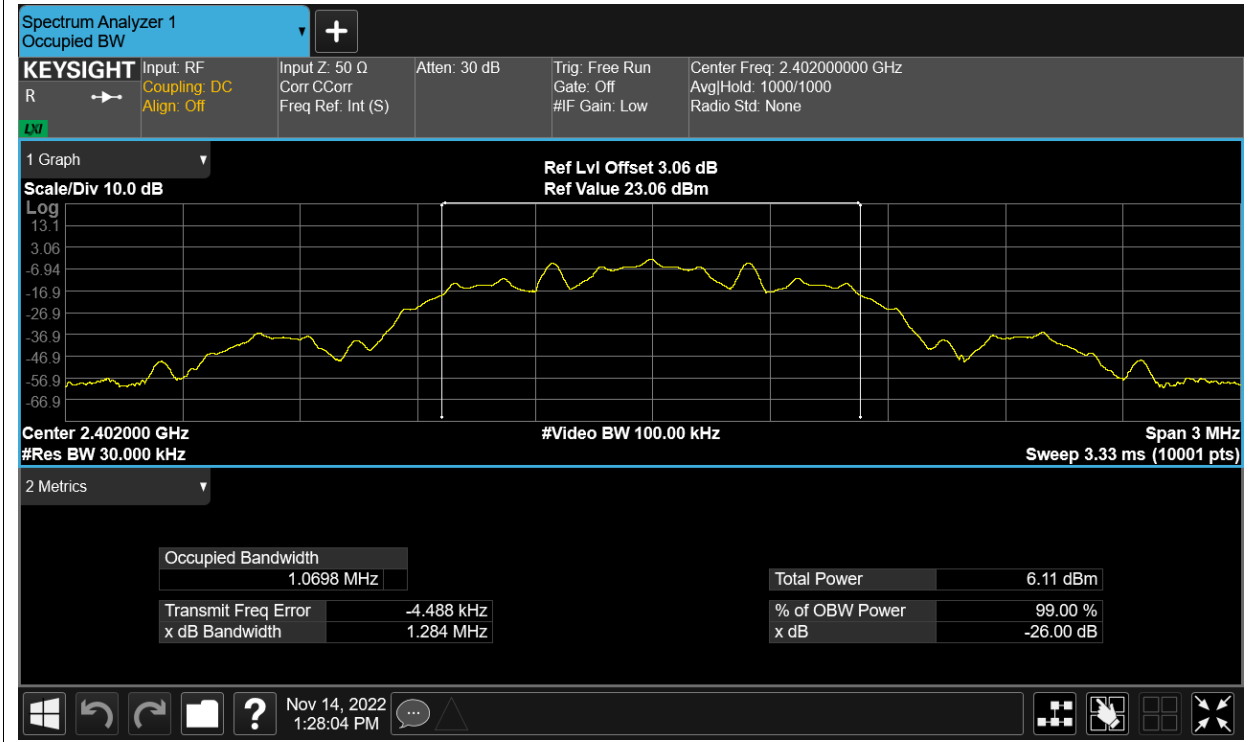 Spectrum Analyzer 1
Occupied BW
KEYSIGHT
R
LXI
Input: RF
Coupling: DC
Align: Off
Input Z: 50 Ω
Corr CCorr
Freq Ref: Int (S)
Atten: 30 dB
Trig: Free Run
Gate: Off
#IF Gain: Low
Center Freq: 2.402000000 GHz
Avg|Hold: 1000/1000
Radio Std: None
1 Graph
Scale/Div 10.0 dB
Ref Lvl Offset 3.06 dB
Ref Value 23.06 dBm
Log
13.1
3.06
-6.94
-16.9
-26.9
-36.9
-46.9
-56.9
-66.9
Center 2.402000 GHz
#Video BW 100.00 kHz
Span 3 MHz
#Res BW 30.000 kHz
Sweep 3.33 ms (10001 pts)
2 Metrics
Occupied Bandwidth
1.0698 MHz
Total Power 6.11 dBm
Transmit Freq Error -4.488 kHz
% of OBW Power 99.00 %
x dB Bandwidth 1.284 MHz
x dB -26.00 dB
?
Nov 14, 2022
1:28:04 PM